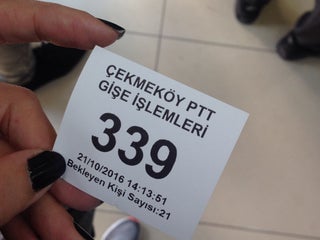 ÇEKMEKÖY PTT
GİŞE İŞLEMLERİ
339
21/10/2016 14:13:51
Bekleyen Kişi Sayısı:21